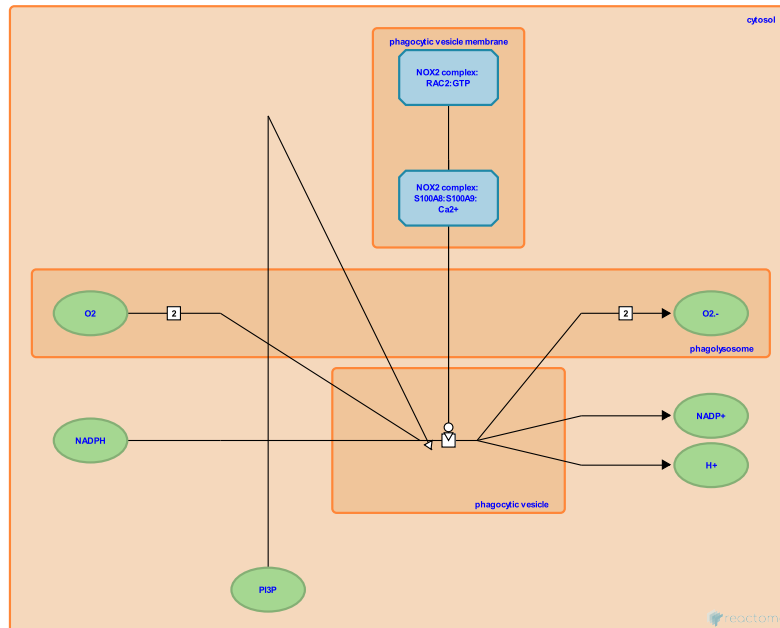 cytosol
phagocytic vesicle membrane
NOX2 complex:
RAC2:GTP
NOX2 complex:
S100A8:S100A9:
Ca2+
O2
2
2
O2.-
phagolysosome
NADP+
NADPH
H+
phagocytic vesicle
PI3P
reactom